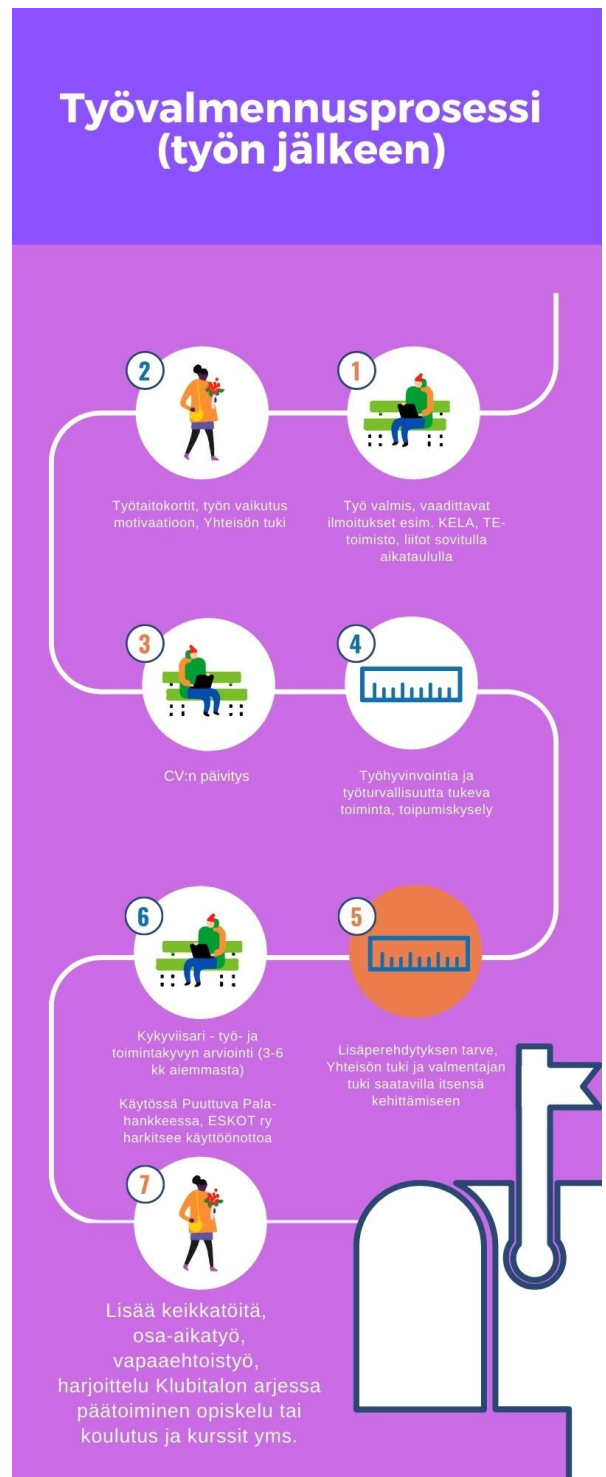 Työvalmennusprosessi
(työn jälkeen)
1
Työ valmis, vaadittavat
ilmoitukset esim. KELA, TE-
toimisto, liitot sovitulla
aikataululla
2
Työtaitokortit, työn vaikutus
motivaatioon, Yhteisön tuki
3
CV:n päivitys
4
Työhyvinvointia ja
työturvallisuutta tukeva
toiminta, toipumiskysely
5
Lisäperehdytyksen tarve,
Yhteisön tuki ja valmentajan
tuki saatavilla itsensä
kehittämiseen
6
Kykyviisari - työ- ja
toimintakyvyn arviointi (3-6
kk aiemmasta)
Käytössä Puuttuva Pala-
hankkeessa, ESKOT ry
harkitsee käyttöönottoa
7
Lisää keikkatöitä,
osa-aikatyö,
vapaaehtoistyö,
harjoittelu Klubitalon arjessa
päätoiminen opiskelu tai
koulutus ja kurssit yms.